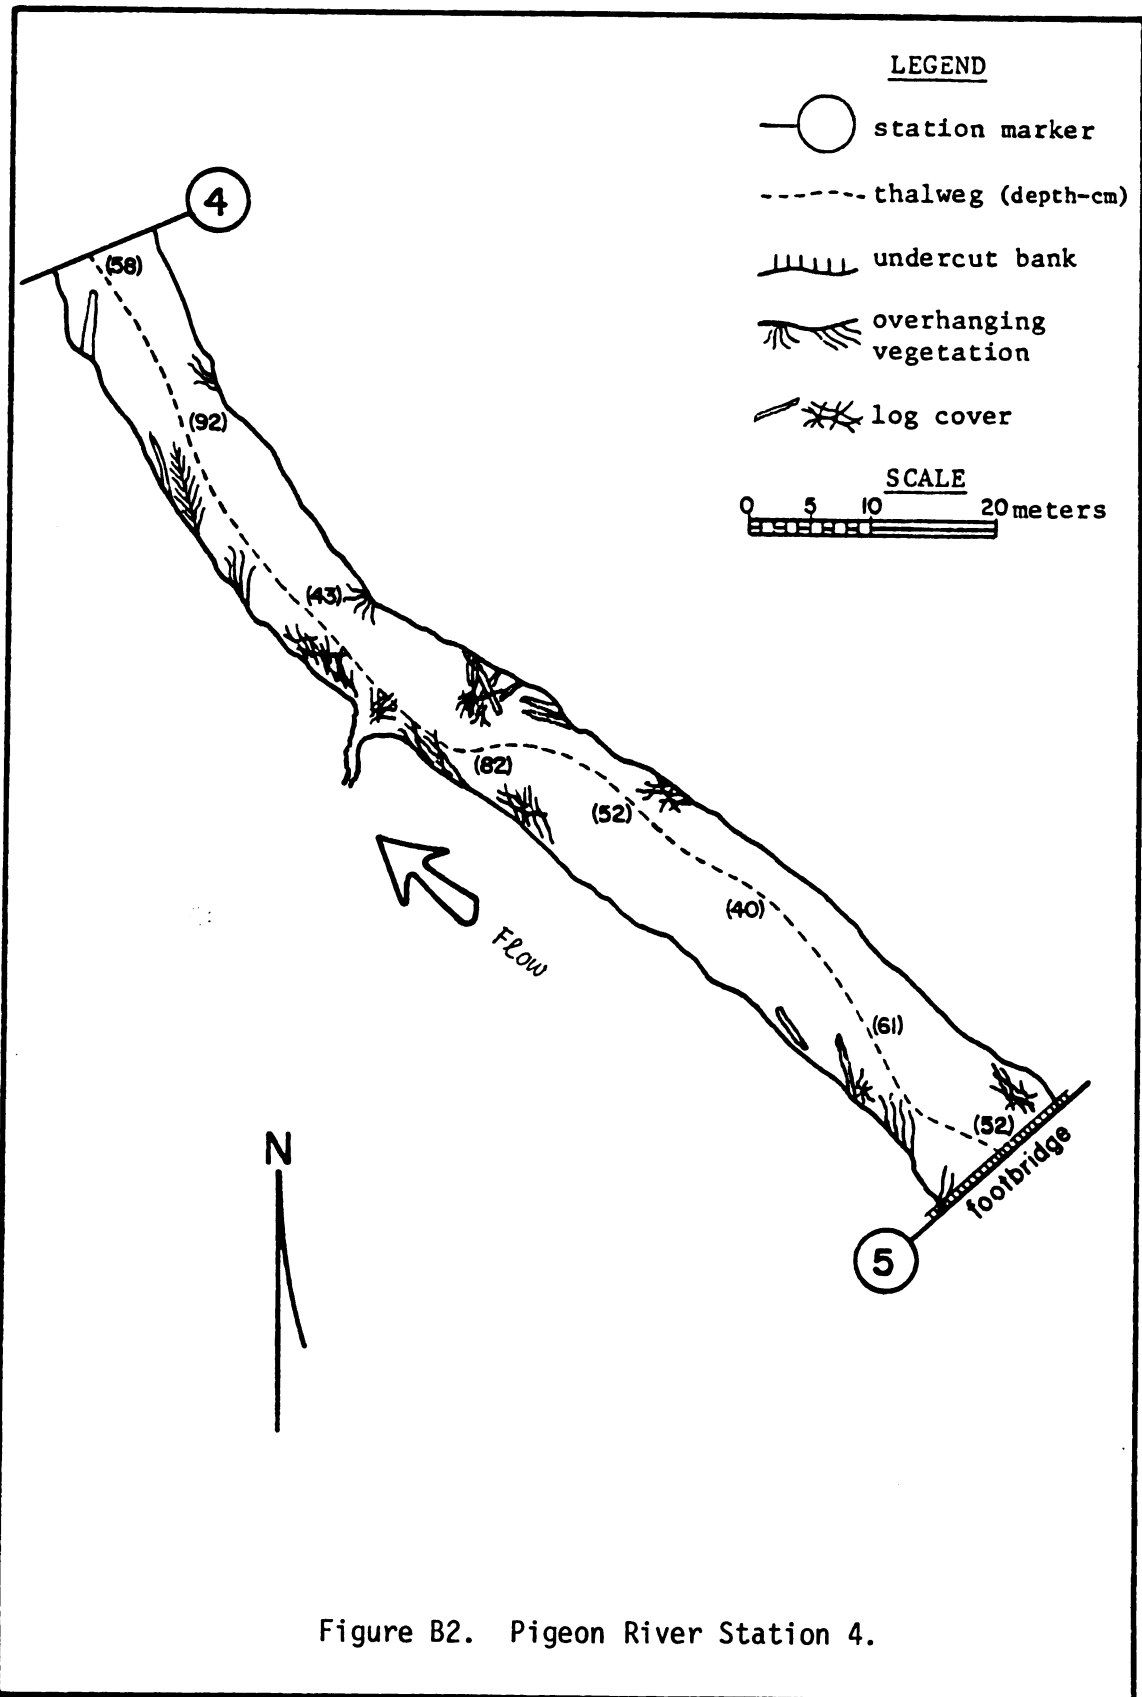 LEGEND
station marker
thalweg (depth-cm)
undercut bank
overhanging
vegetation
log cover
SCALE
0 5 10 20 meters
4
(58)
(92)
(43)
(82)
(52)
(40)
(61)
(52)
footbridge
5
Flow
N
Figure B2. Pigeon River Station 4.